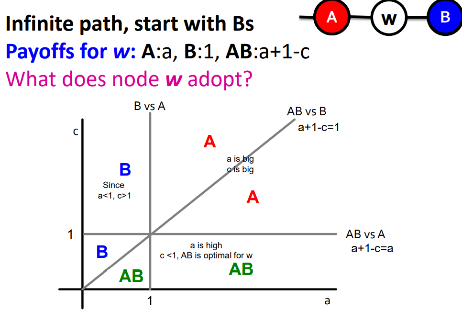 Infinite path, start with Bs
A w B
Payoffs for w: A:a, B:1, AB:a+1-c
What does node w adopt?
B vs A
AB vs B
a+1-c=1
c
A
a is big
c is big
B
Since
a<1, c>1
A
1
AB vs A
a+1-c=a
a is high
c <1, AB is optimal for w
B
AB
AB
1
a